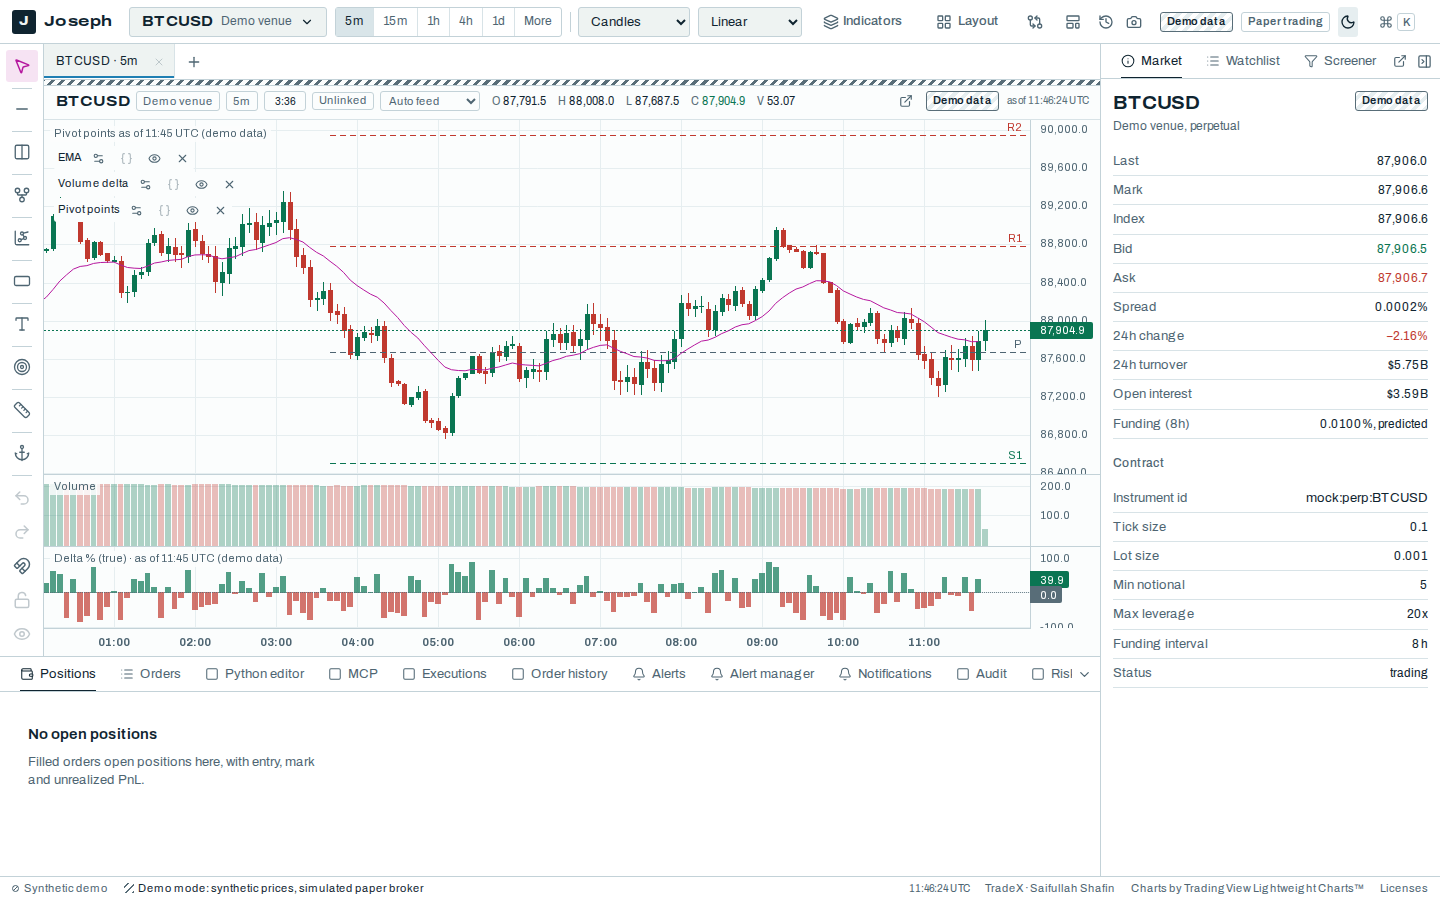 J Joseph BTCUSD Demo venue 5m 15m 1h 4h 1d More Candles Linear Indicators Layout Demo data Paper trading ⌘ K
BTCUSD · 5m × +
BTCUSD Demo venue 5m 3:36 Unlinked Auto feed O 87,791.5 H 88,008.0 L 87,687.5 C 87,904.9 V 53.07 Demo data as of 11:46:24 UTC
Pivot points as of 11:45 UTC (demo data)
EMA
Volume delta
Pivot points
R2
R1
P
S1
90,000.0
89,600.0
89,200.0
88,800.0
88,400.0
88,000.0
87,904.9
87,600.0
87,200.0
86,800.0
86,400.0
Volume
200.0
100.0
Delta % (true) · as of 11:45 UTC (demo data)
100.0
39.9
0.0
-100.0
01:00 02:00 03:00 04:00 05:00 06:00 07:00 08:00 09:00 10:00 11:00
Positions Orders Python editor MCP Executions Order history Alerts Alert manager Notifications Audit
No open positions
Filled orders open positions here, with entry, mark
and unrealized PnL.
Market Watchlist Screener
BTCUSD Demo data
Demo venue, perpetual
Last 87,906.0
Mark 87,906.6
Index 87,906.6
Bid 87,906.5
Ask 87,906.7
Spread 0.0002%
24h change −2.16%
24h turnover $5.75B
Open interest $3.59B
Funding (8h) 0.0100%, predicted
Contract
Instrument id mock:perp:BTCUSD
Tick size 0.1
Lot size 0.001
Min notional 5
Max leverage 20x
Funding interval 8h
Status trading
Synthetic demo Demo mode: synthetic prices, simulated paper broker 11:46:24 UTC TradeX · Saifullah Shafin Charts by TradingView Lightweight Charts™ Licenses